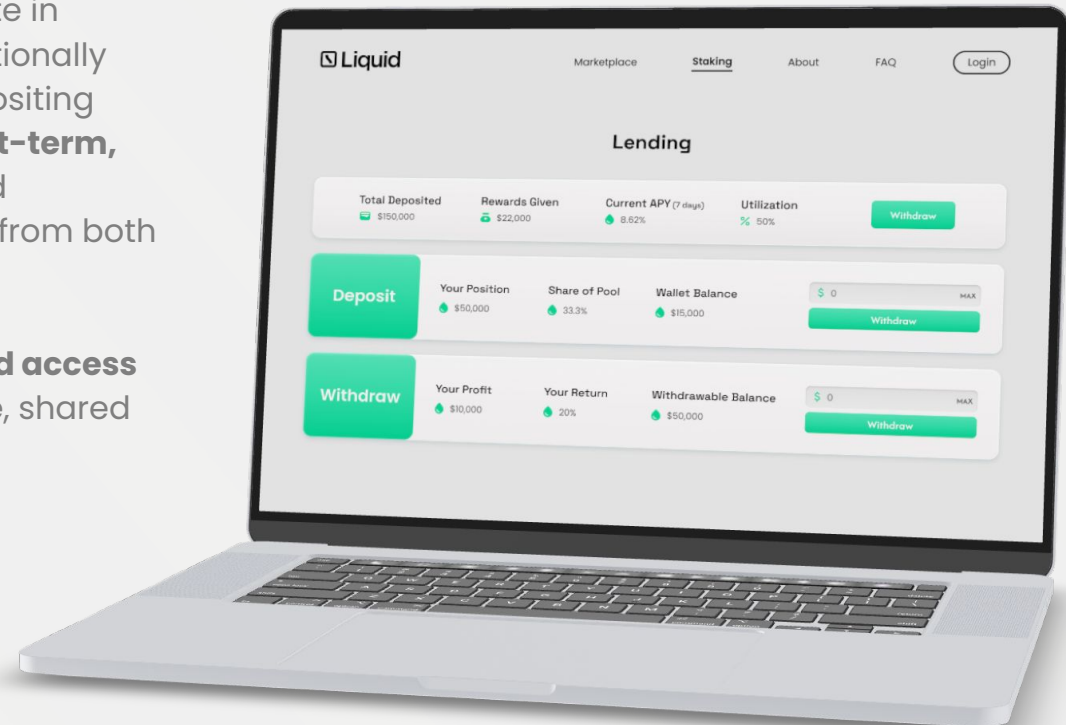 te in
tionally
ositing
t-term,
d
from both
d access
e, shared
Liquid
Marketplace
Staking
About
FAQ
Login
Lending
Total Deposited
$150,000
Rewards Given
$22,000
Current APY (7 days)
8.62%
Utilization
% 50%
Withdraw
Deposit
Your Position
$50,000
Share of Pool
33.3%
Wallet Balance
$15,000
$ 0
MAX
Withdraw
Withdraw
Your Profit
$10,000
Your Return
20%
Withdrawable Balance
$50,000
$ 0
MAX
Withdraw